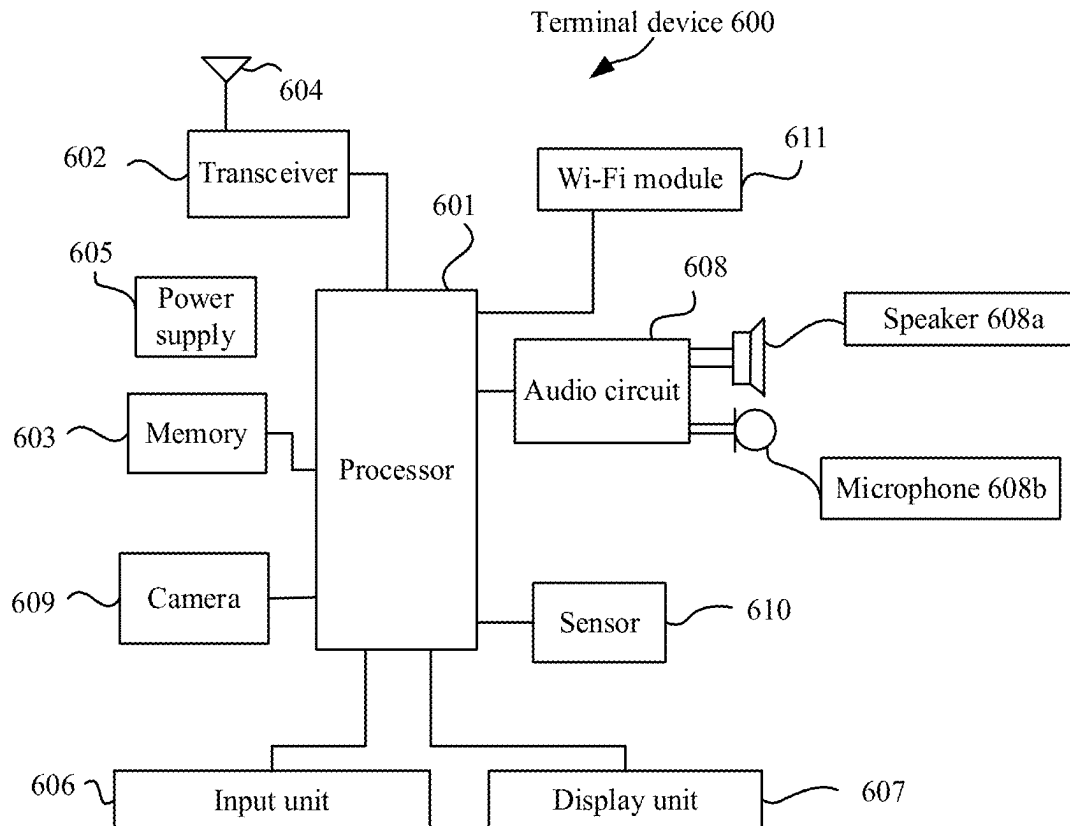 Terminal device 600
604
602
Transceiver
Wi-Fi module
611
601
605
Power
supply
608
Speaker 608a
Audio circuit
603
Memory
Processor
Microphone 608b
609
Camera
Sensor
610
606
Input unit
Display unit
607